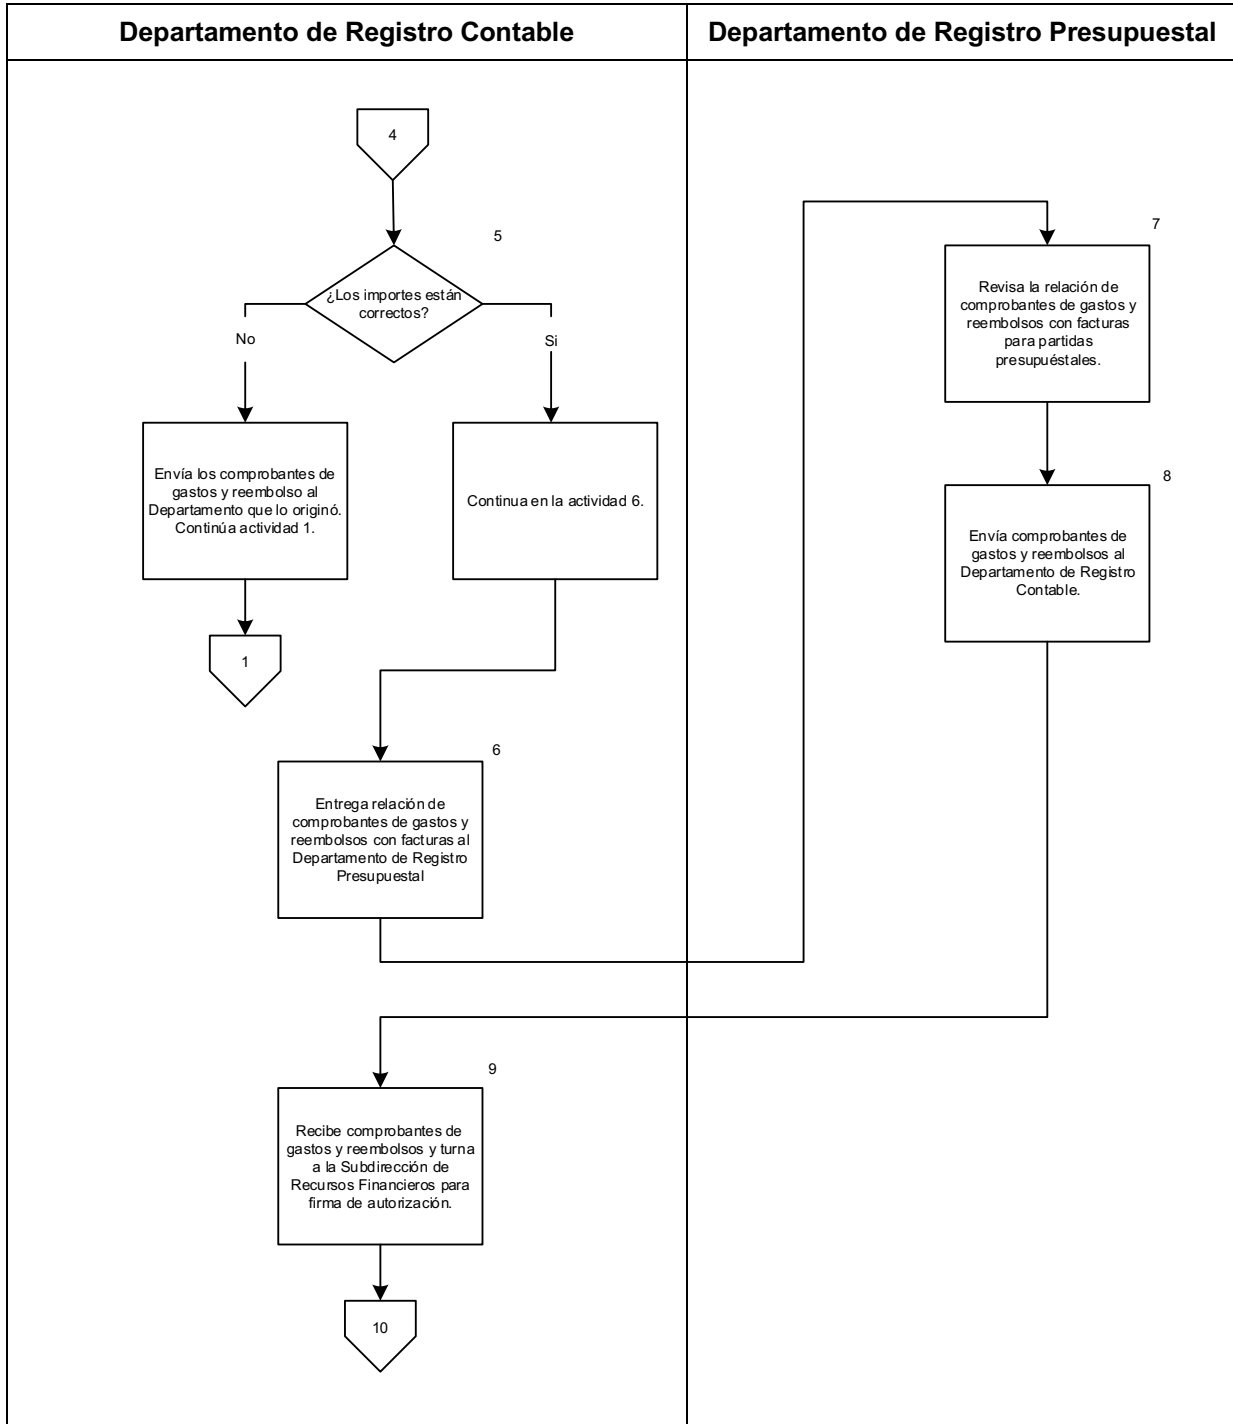 Departamento de Registro Contable
Departamento de Registro Presupuestal
4
5
¿Los importes están
correctos?
No
Si
Envía los comprobantes de
gastos y reembolso al
Departamento que lo originó.
Continúa actividad 1.
Continua en la actividad 6.
1
6
Entrega relación de
comprobantes de gastos y
reembolsos con facturas al
Departamento de Registro
Presupuestal
7
Revisa la relación de
comprobantes de gastos y
reembolsos con facturas
para partidas
presupuéstales.
8
Envía comprobantes de
gastos y reembolsos al
Departamento de Registro
Contable.
9
Recibe comprobantes de
gastos y reembolsos y turna
a la Subdirección de
Recursos Financieros para
firma de autorización.
10